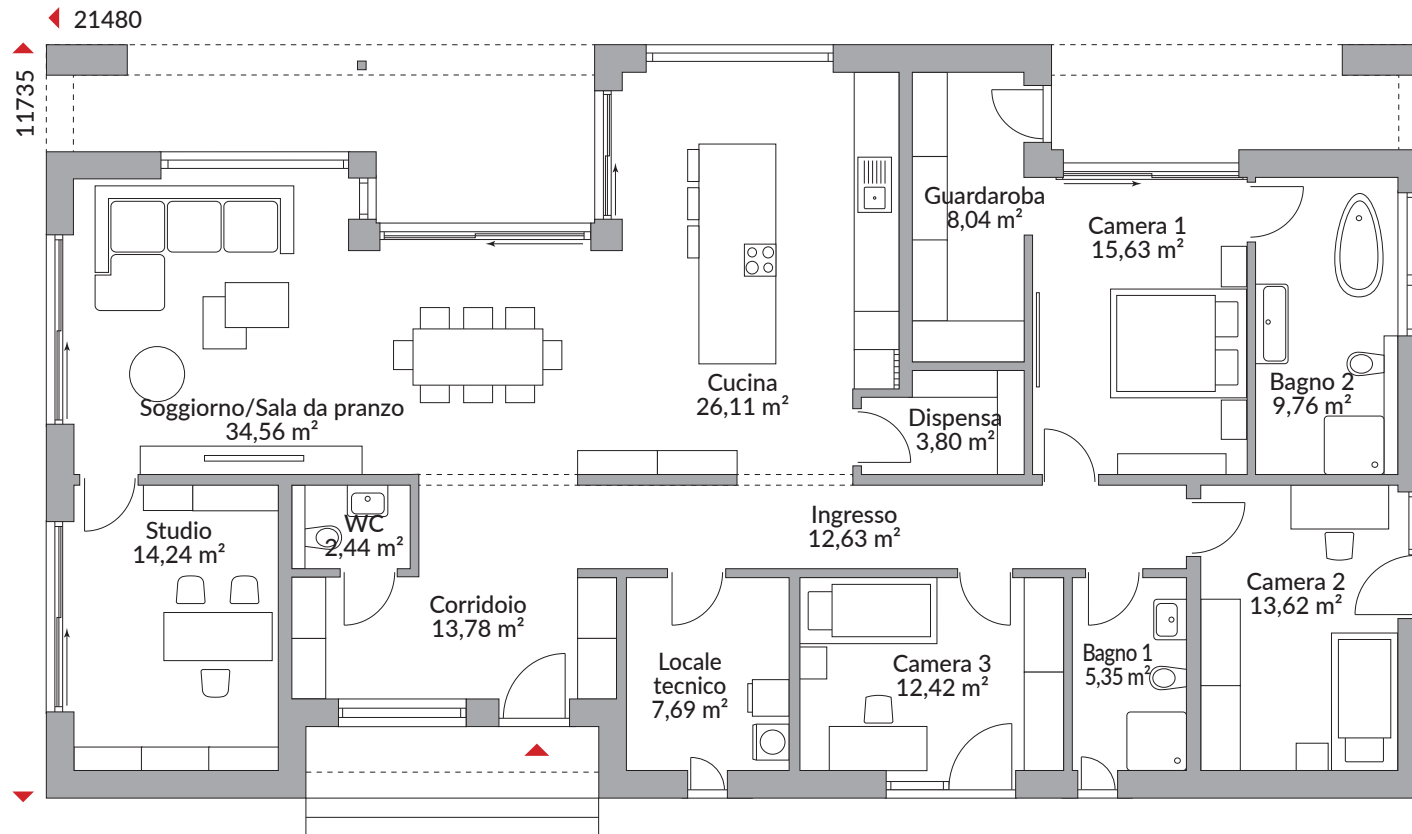 21480
11735
Guardaroba
8,04 m²
Camera 1
15,63 m²
Soggiorno/Sala da pranzo
34,56 m²
Cucina
26,11 m²
Dispensa
3,80 m²
Bagno 2
9,76 m²
Studio
14,24 m²
WC
2,44 m²
Ingresso
12,63 m²
Corridoio
13,78 m²
Locale
tecnico
7,69 m²
Camera 3
12,42 m²
Bagno 1
5,35 m²
Camera 2
13,62 m²